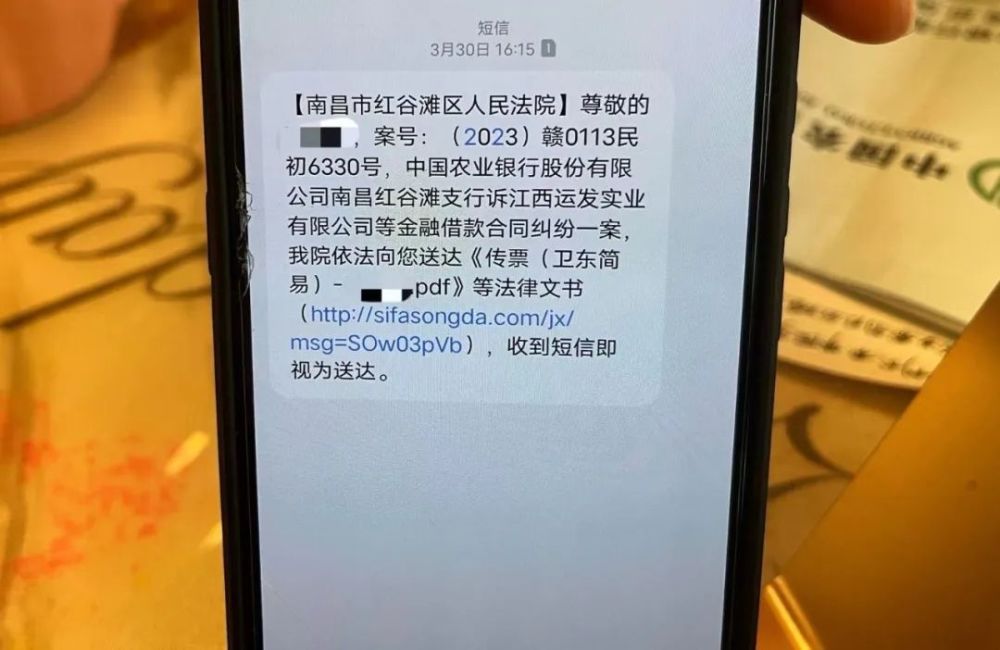 短信
3月30日 16:15 1
【南昌市红谷滩区人民法院】尊敬的
，案号：（2023）赣0113民
初6330号，中国农业银行股份有限
公司南昌红谷滩支行诉江西运发实业
有限公司等金融借款合同纠纷一案，
我院依法向您送达《传票（卫东简
易）- pdf》等法律文书
（http://sifasongda.com/jx/
msg=SOw03pVb），收到短信即
视为送达。
中国农